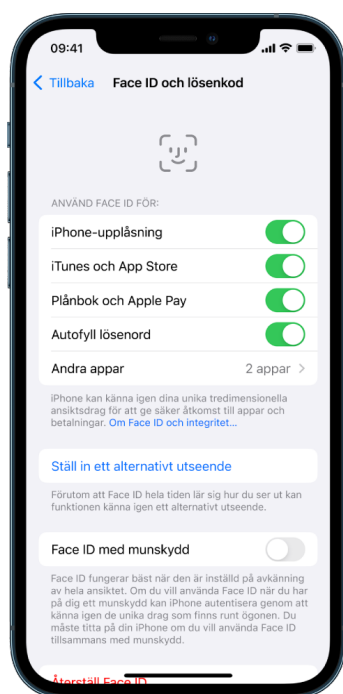 09:41
Tillbaka Face ID och lösenkod
ANVÄND FACE ID FÖR:
iPhone-upplåsning
iTunes och App Store
Plånbok och Apple Pay
Autofyll lösenord
Andra appar 2 appar
iPhone kan känna igen dina unika tredimensionella
ansiktsdrag för att ge säker åtkomst till appar och
betalningar. Om Face ID och integritet...
Ställ in ett alternativt utseende
Förutom att Face ID hela tiden lär sig hur du ser ut kan
funktionen känna igen ett alternativt utseende.
Face ID med munskydd
Face ID fungerar bäst när den är inställd på avkänning
av hela ansiktet. Om du vill använda Face ID när du har
på dig ett munskydd kan iPhone autentisera genom att
känna igen de unika drag som finns runt ögonen. Du
måste titta på din iPhone om du vill använda Face ID
tillsammans med munskydd.
Återställ Face ID